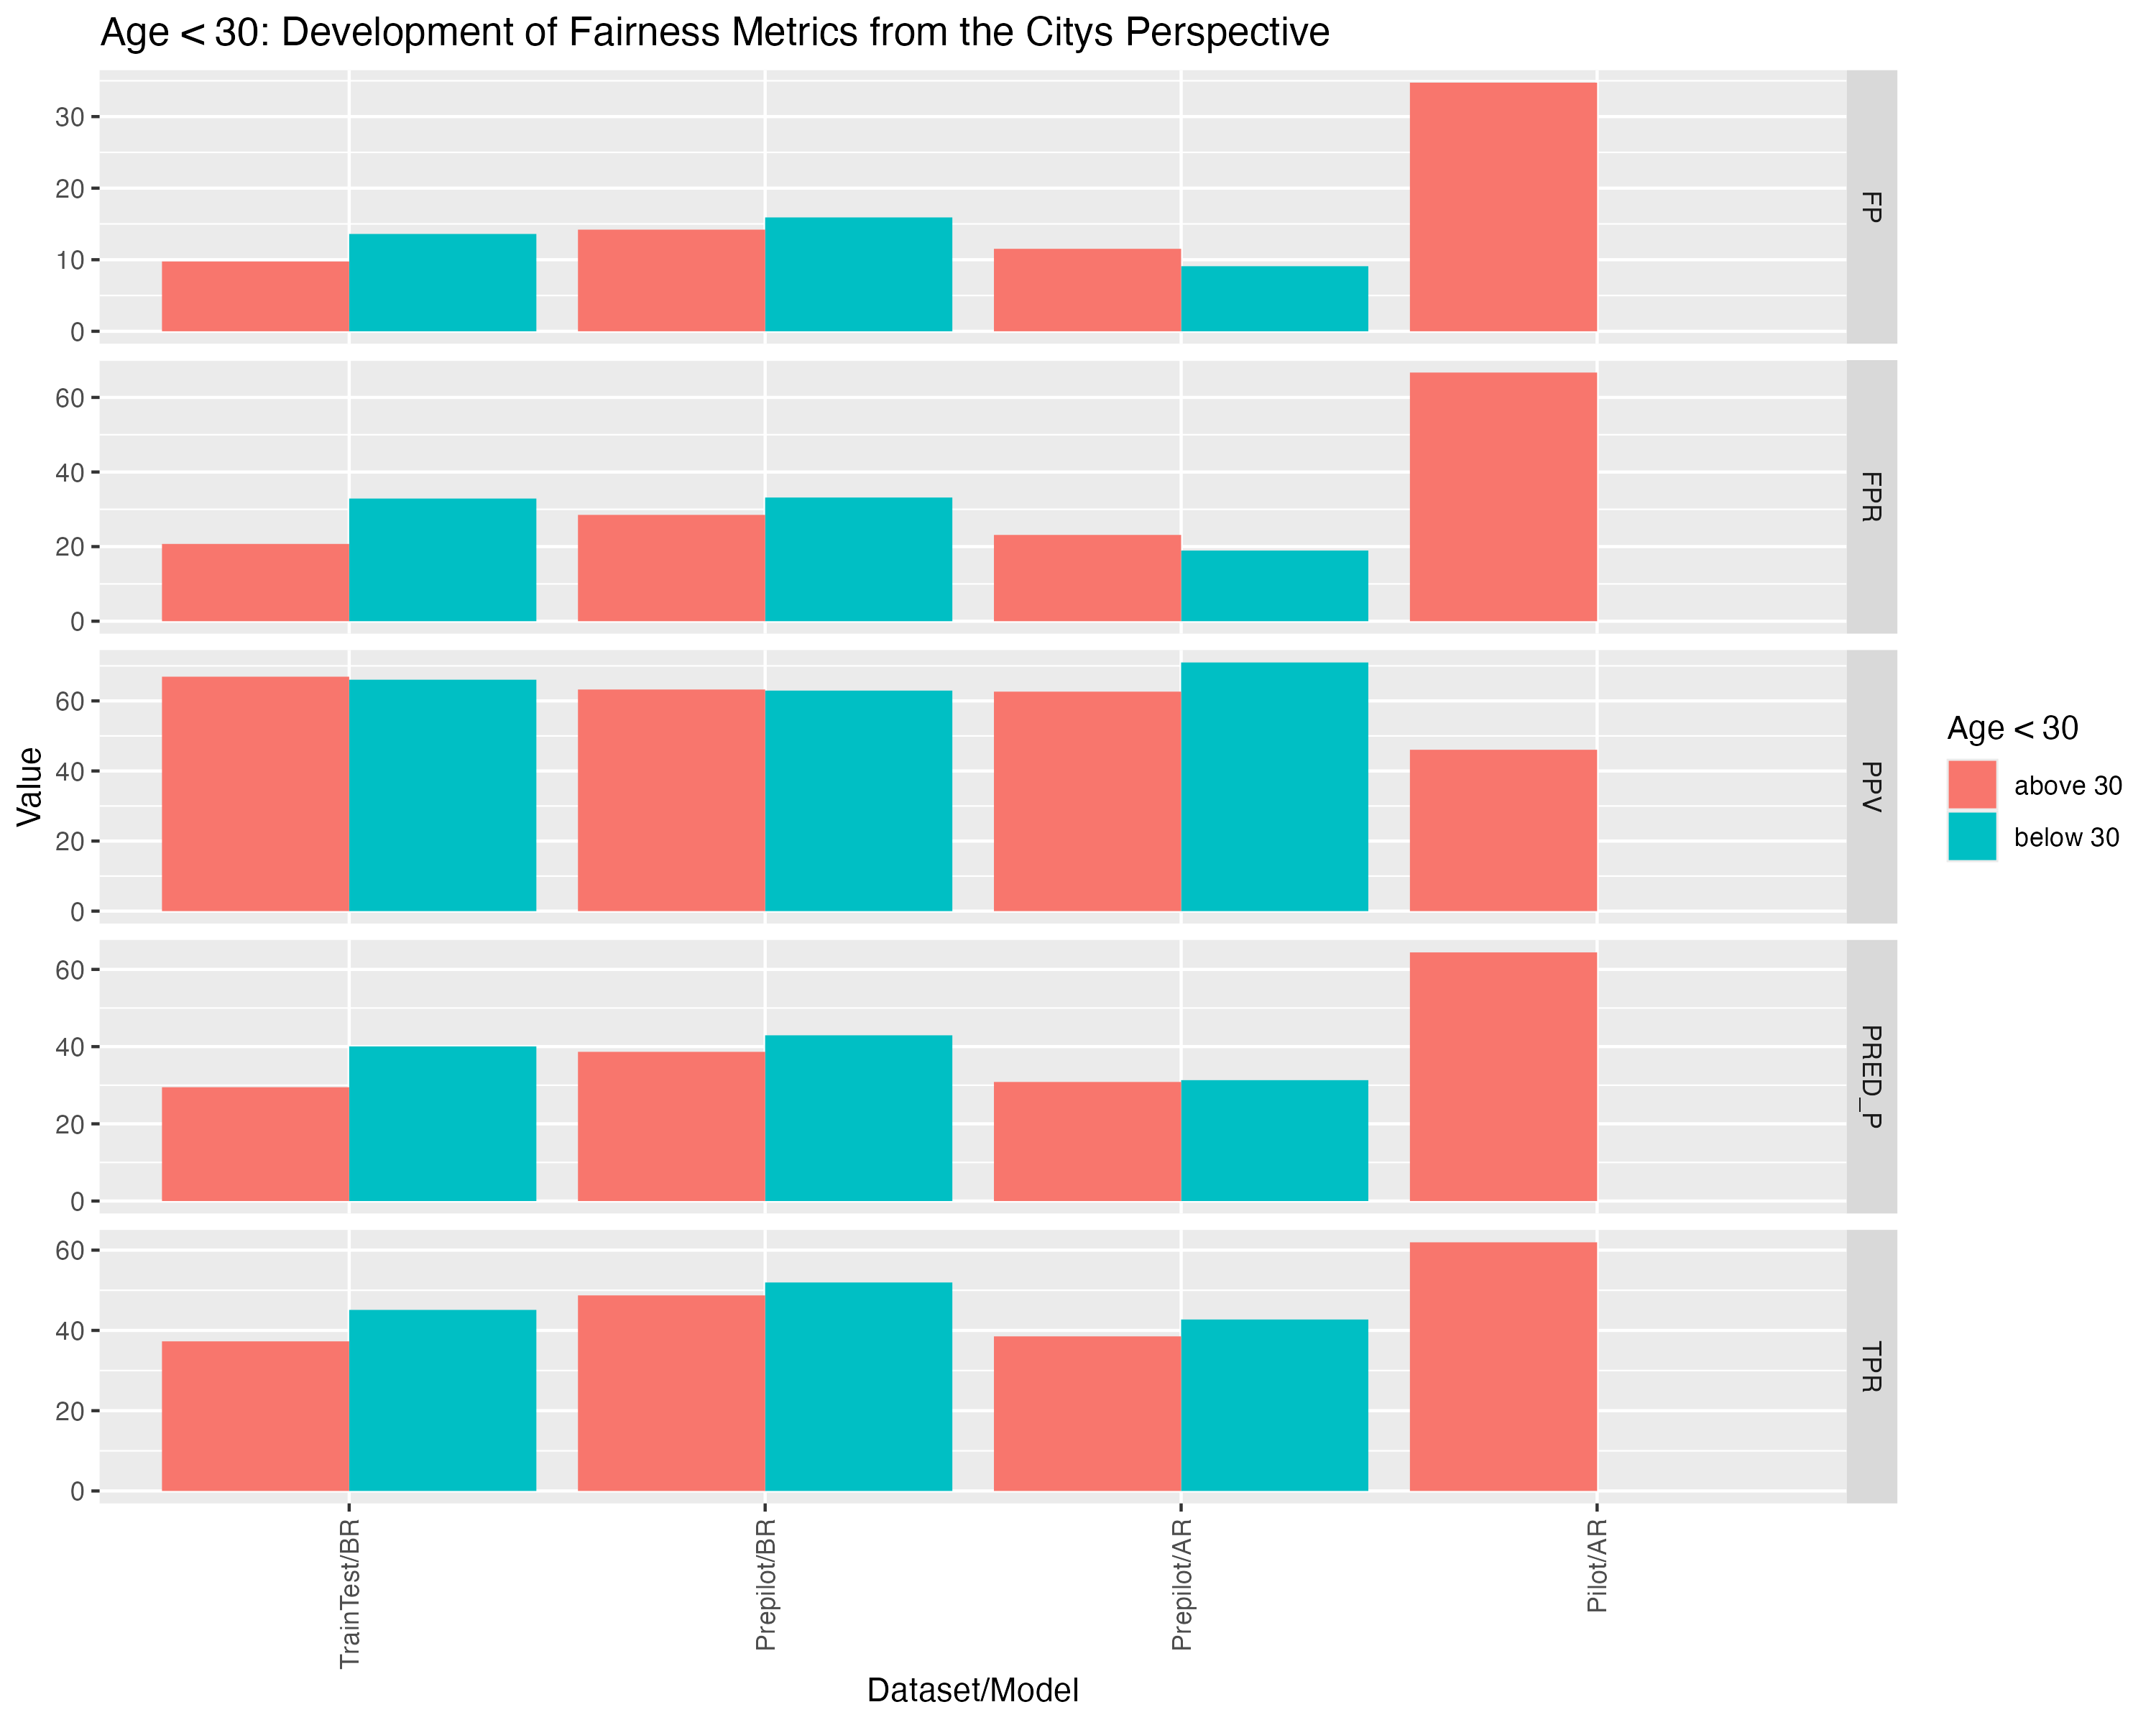 Age < 30: Development of Fairness Metrics from the Citys Perspective
30
20
10
0
FP
60
40
20
0
FPR
60
40
20
0
PPV
60
40
20
0
PRED_P
60
40
20
0
TPR
Value
TrainTest/BR
Prepilot/BR
Prepilot/AR
Pilot/AR
Dataset/Model
Age < 30
above 30
below 30